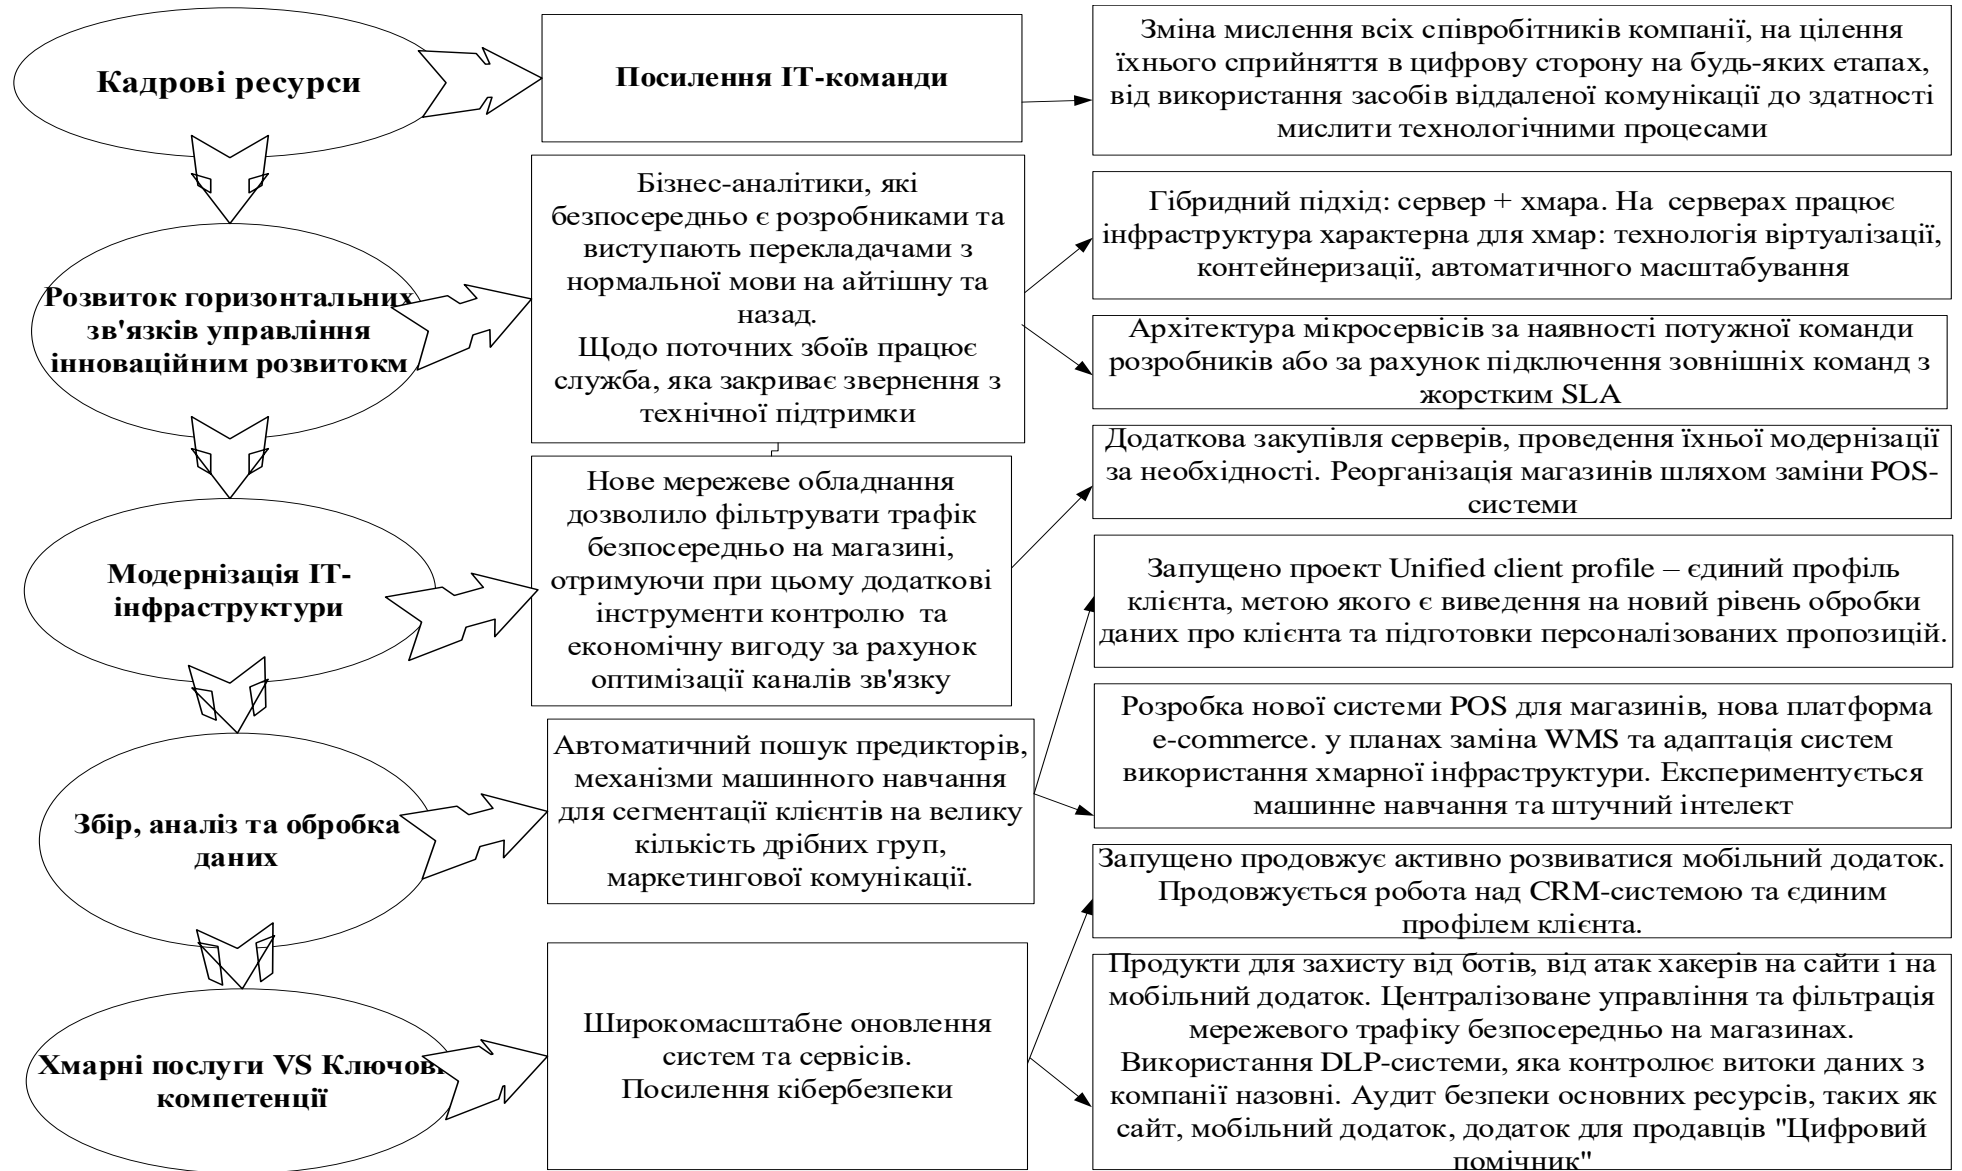 Кадрові ресурси
Посилення ІТ-команди
Зміна мислення всіх співробітників компанії, на цілення
їхнього сприйняття в цифрову сторону на будь-яких етапах,
від використання засобів віддаленої комунікації до здатності
мислити технологічними процесами
Розвиток горизонтальних
зв'язків управління
інноваційним розвитокм
Бізнес-аналітики, які
безпосередньо є розробниками та
виступають перекладачами з
нормальної мови на айтішну та
назад.
Щодо поточних збоїв працює
служба, яка закриває звернення з
технічної підтримки
Гібридний підхід: сервер + хмара. На серверах працює
інфраструктура характерна для хмар: технологія віртуалізації,
контейнеризації, автоматичного масштабування
Архітектура мікросервісів за наявності потужної команди
розробників або за рахунок підключення зовнішніх команд з
жорстким SLA
Модернізація ІТ-
інфраструктури
Нове мережеве обладнання
дозволило фільтрувати трафік
безпосередньо на магазині,
отримуючи при цьому додаткові
інструменти контролю та
економічну вигоду за рахунок
оптимізації каналів зв'язку
Додаткова закупівля серверів, проведення їхньої модернізації
за необхідності. Реорганізація магазинів шляхом заміни POS-
системи
Збір, аналіз та обробка
даних
Автоматичний пошук предикторів,
механізми машинного навчання
для сегментації клієнтів на велику
кількість дрібних груп,
маркетингової комунікації.
Запущено проект Unified client profile – єдиний профіль
клієнта, метою якого є виведення на новий рівень обробки
даних про клієнта та підготовки персоналізованих пропозицій.
Розробка нової системи POS для магазинів, нова платформа
e-commerce. у планах заміна WMS та адаптація систем
використання хмарної інфраструктури. Експериментується
машинне навчання та штучний інтелект
Хмарні послуги VS Ключові
компетенції
Широкомасштабне оновлення
систем та сервісів.
Посилення кібербезпеки
Запущено продовжує активно розвиватися мобільний додаток.
Продовжується робота над CRM-системою та єдиним
профілем клієнта.
Продукти для захисту від ботів, від атак хакерів на сайти і на
мобільний додаток. Централізоване управління та фільтрація
мережевого трафіку безпосередньо на магазинах.
Використання DLP-системи, яка контролює витоки даних з
компанії назовні. Аудит безпеки основних ресурсів, таких як
сайт, мобільний додаток, додаток для продавців "Цифровий
помічник"